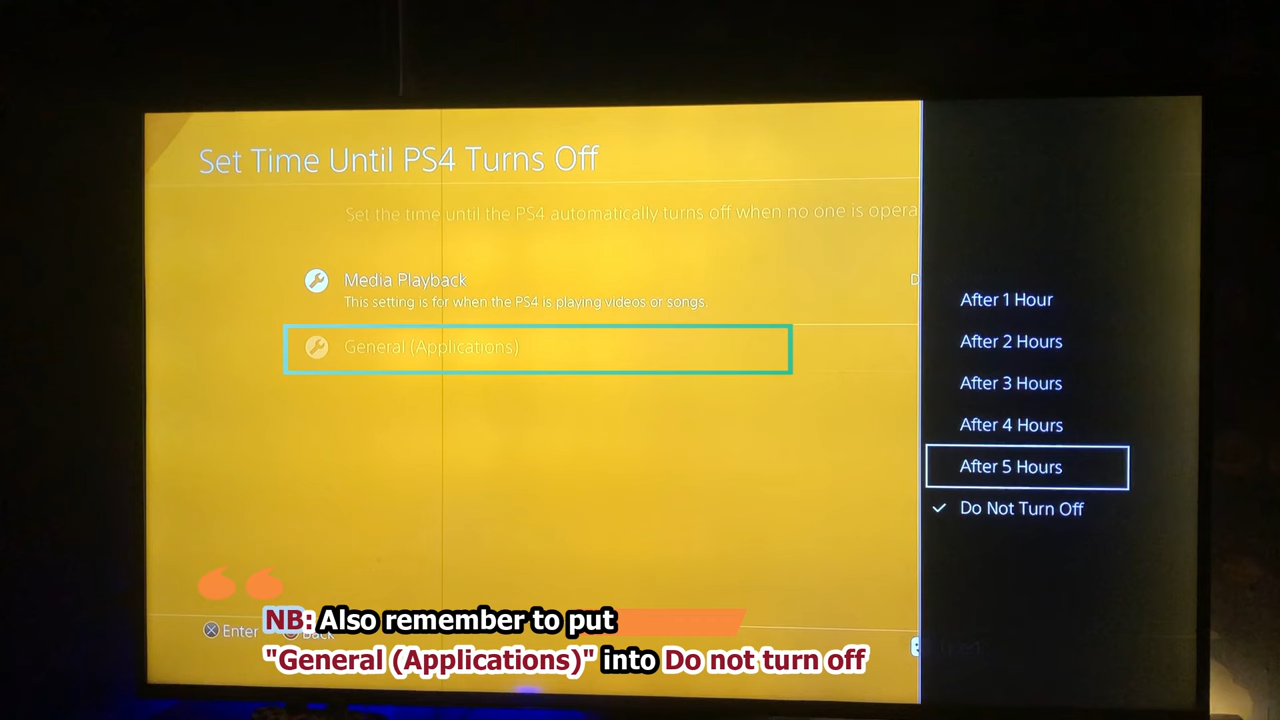 Set Time Until PS4 Turns Off
Set the time until the PS4 automatically turns off when no one is opera
Media Playback
D
This setting is for when the PS4 is playing videos or songs.
General (Applications)
After 1 Hour
After 2 Hours
After 3 Hours
After 4 Hours
After 5 Hours
Do Not Turn Off
Enter
Back
NB: Also remember to put
"General (Applications)" into Do not turn off